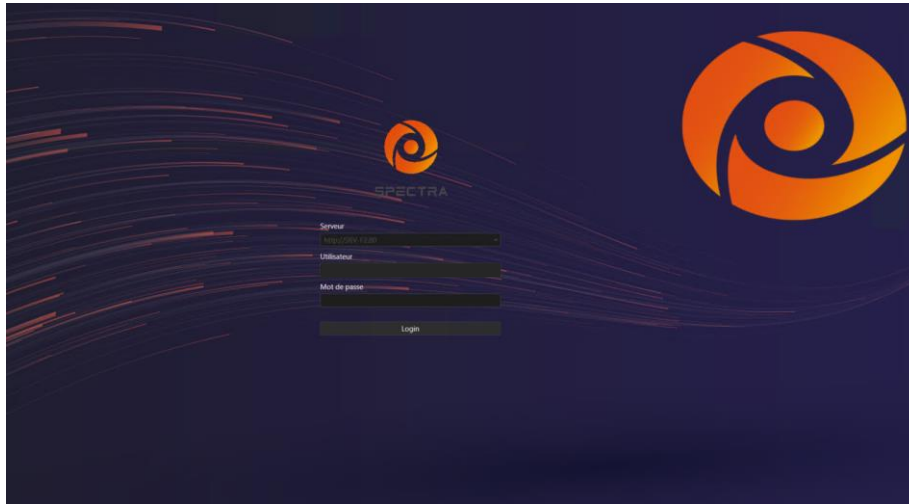 SPECTRA
Serveur
Utilisateur
Mot de passe
Login